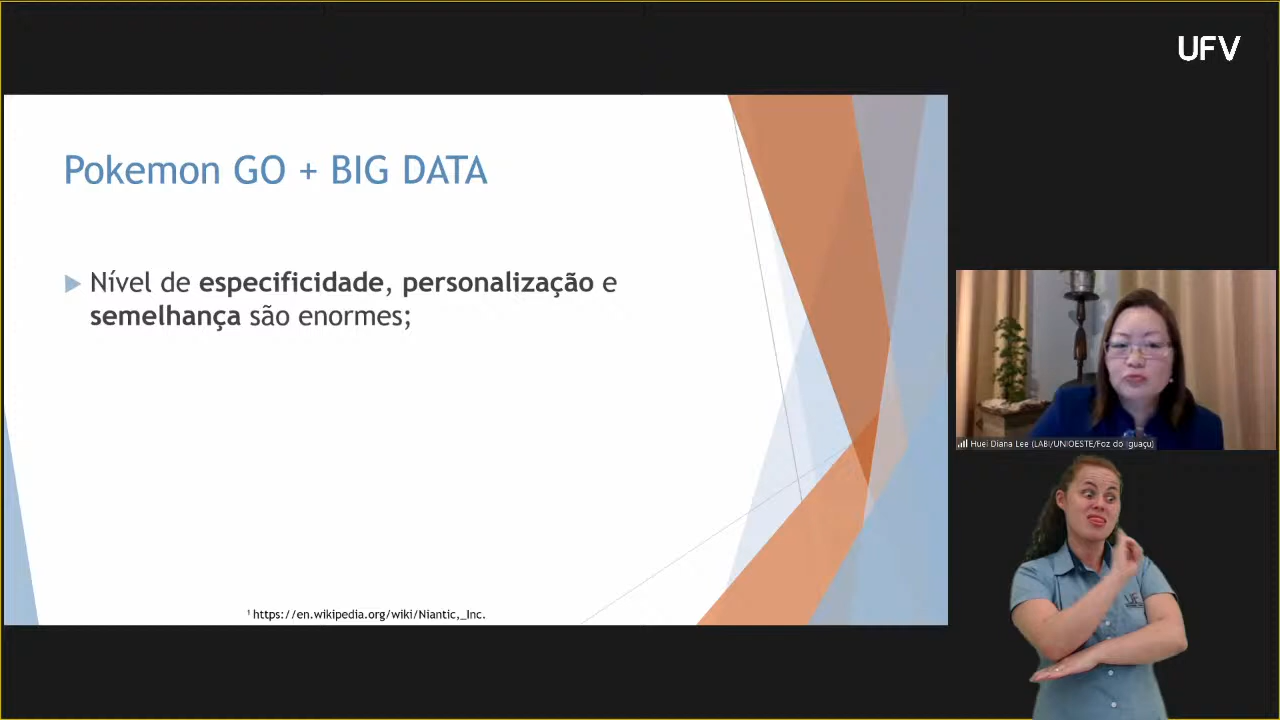 UFV
Pokemon GO + BIG DATA
Nível de especificidade, personalização e
semelhança são enormes;
¹ https://en.wikipedia.org/wiki/Niantic,_Inc.
Huei Diana Lee (LABI/UNIOESTE/Foz do Iguaçu)
UFV